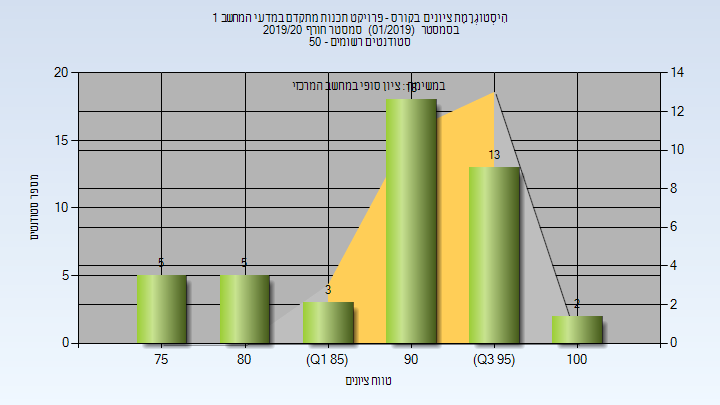 היסטוגרמת ציונים בקורס - פרויקט תכנות מתקדם במדעי המחשב 1
בסמסטר (01/2019) סמסטר חורף 2019/20
סטודנטים רשומים - 50
במשימה: ציון סופי במחשב המרכזי
20
15
10
5
0
14
12
10
8
6
4
2
0
מספר סטודנטים
5
5
3
18
13
2
75
80
(Q1 85)
90
(Q3 95)
100
טווח ציונים